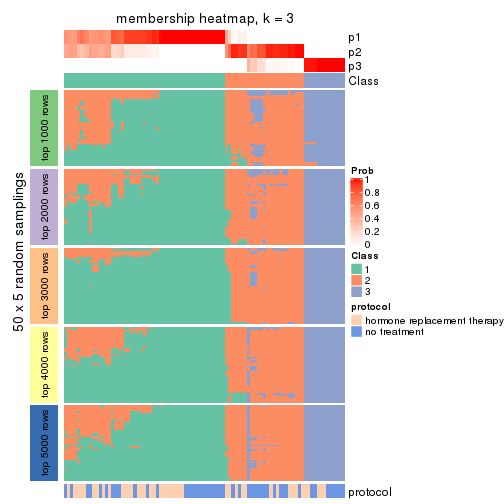 membership heatmap, k = 3
p1
p2
p3
Class
50 x 5 random samplings
top 1000 rows
top 2000 rows
top 3000 rows
top 4000 rows
top 5000 rows
Prob
1
0.8
0.6
0.4
0.2
0
Class
1
2
3
protocol
hormone replacement therapy
no treatment
protocol